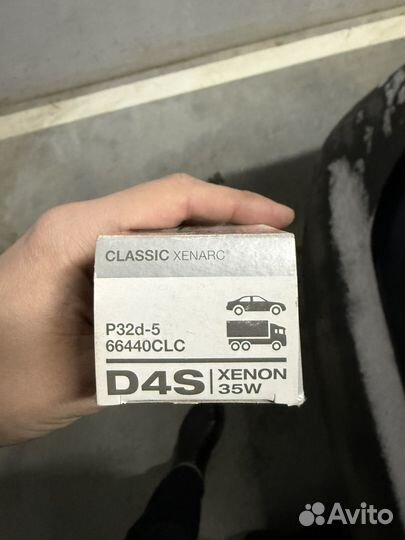 CLASSIC XENARC®
P32d-5
66440CLC
D4S XENON
35W
Avito